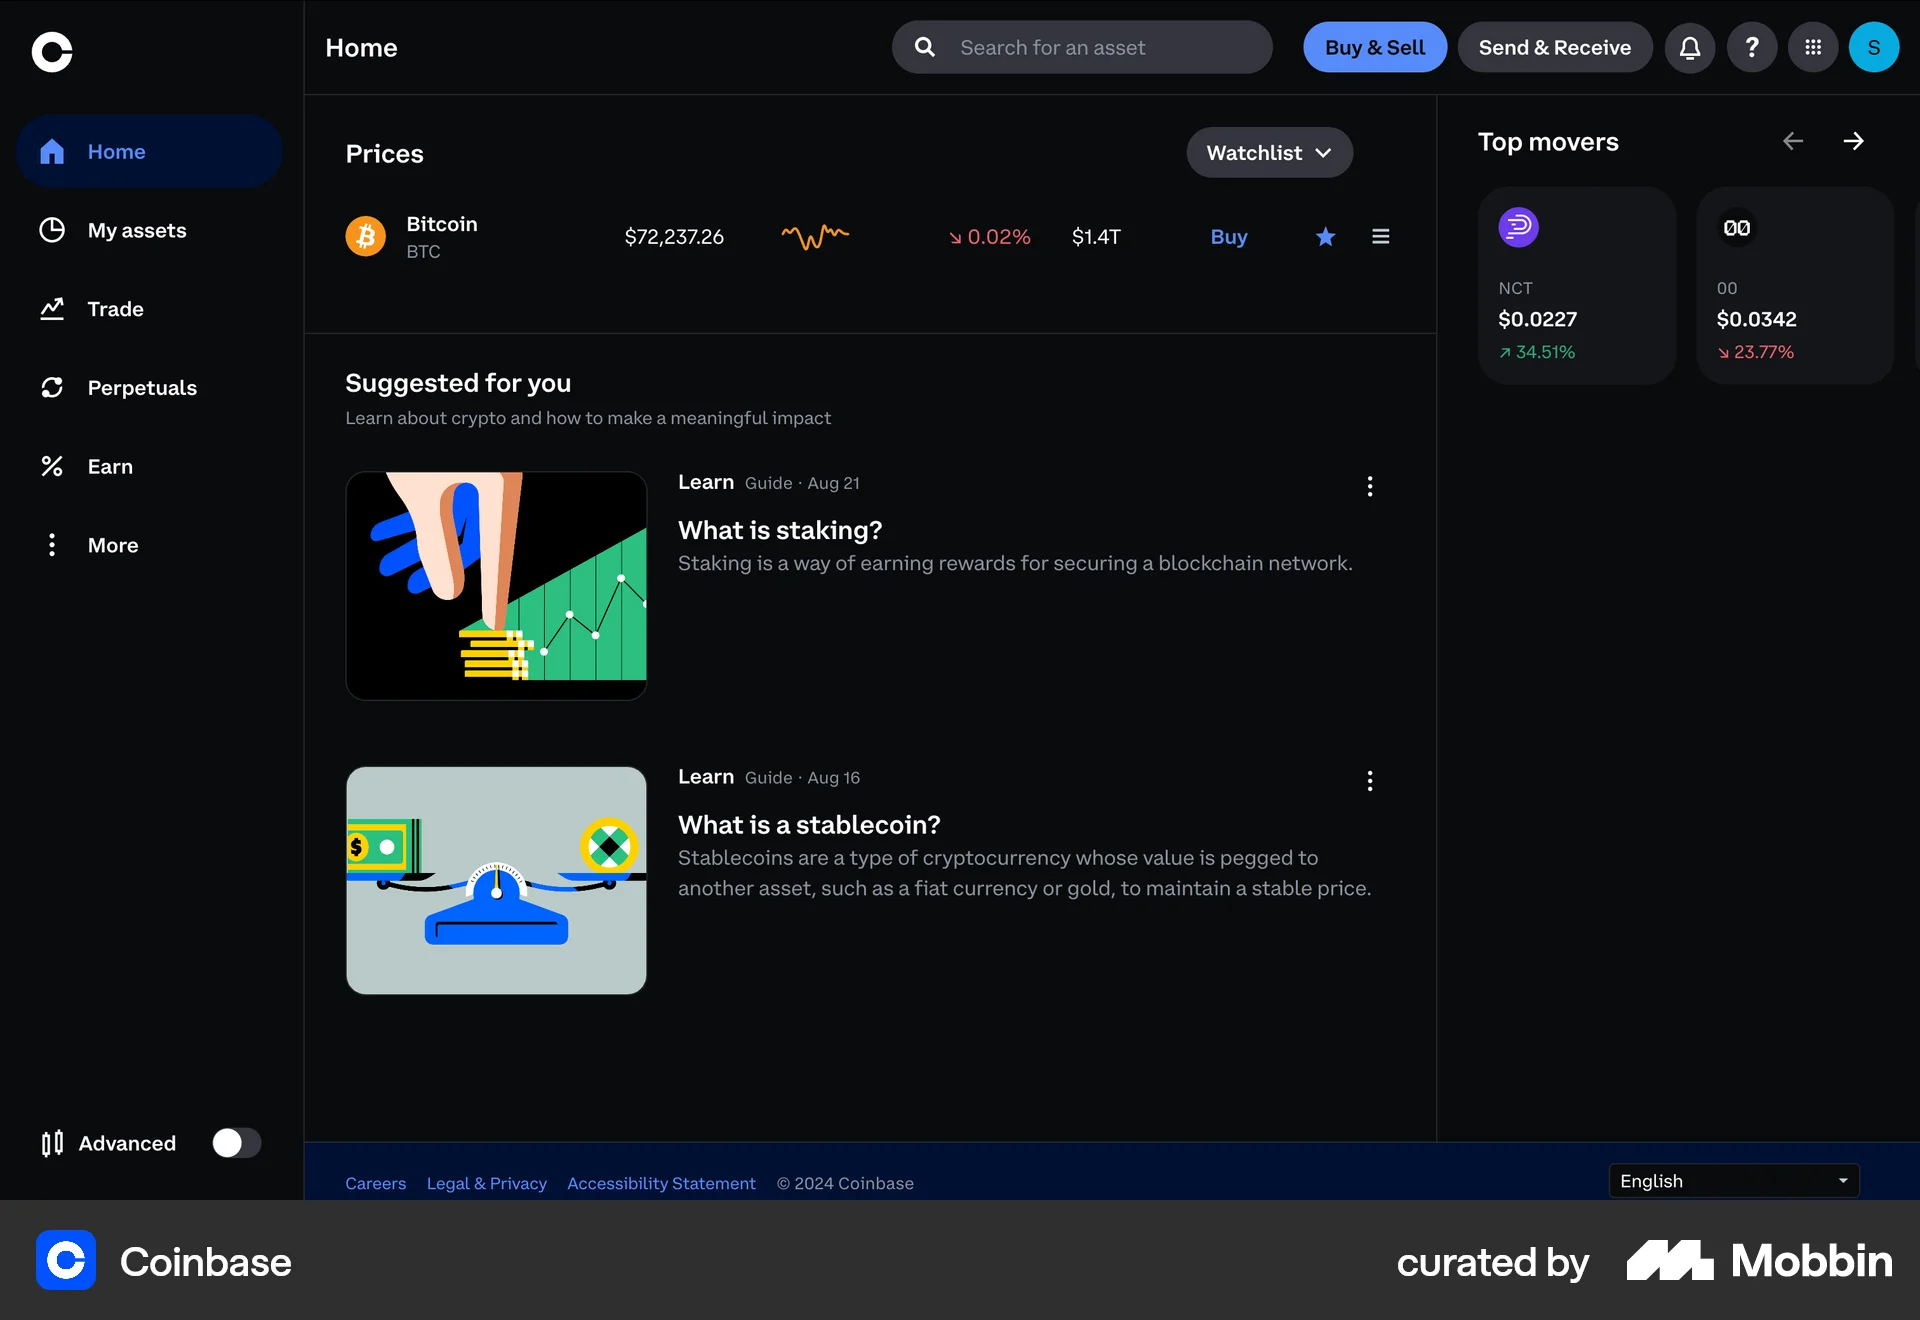 Home
Search for an asset
Buy & Sell
Send & Receive
?
S
Home
My assets
Trade
Perpetuals
Earn
More
Advanced
Prices
Watchlist
Bitcoin
BTC
$72,237.26
0.02%
$1.4T
Buy
Suggested for you
Learn about crypto and how to make a meaningful impact
Learn Guide · Aug 21
What is staking?
Staking is a way of earning rewards for securing a blockchain network.
$
Learn Guide · Aug 16
What is a stablecoin?
Stablecoins are a type of cryptocurrency whose value is pegged to
another asset, such as a fiat currency or gold, to maintain a stable price.
Top movers
NCT
$0.0227
34.51%
00
00
$0.0342
23.77%
Careers Legal & Privacy Accessibility Statement © 2024 Coinbase
English
Coinbase
curated by Mobbin